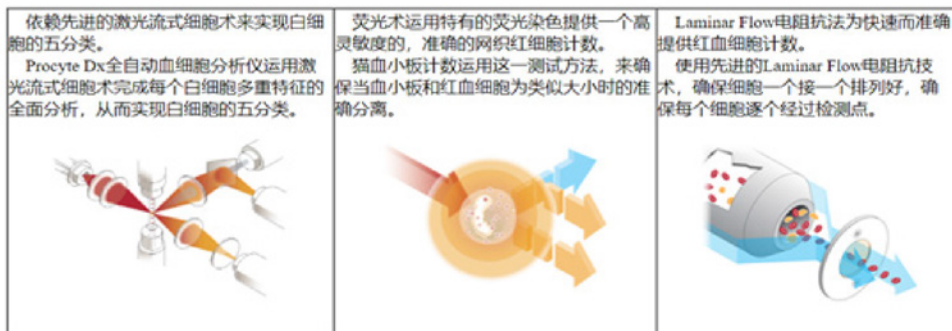 依赖先进的激光流式细胞术来实现白细
胞的五分类。
Procyte Dx全自动血细胞分析仪运用激
光流式细胞术完成每个白细胞多重特征的
全面分析，从而实现白细胞的五分类。
荧光术运用特有的荧光染色提供一个高
灵敏度的，准确的网织红细胞计数。
猫血小板计数运用这一测试方法，来确
保当血小板和红血细胞为类似大小时的准
确分离。
Laminar Flow电阻抗法为快速而准确
提供红血细胞计数。
使用先进的Laminar Flow电阻抗技
术，确保细胞一个接一个排列好，确
保每个细胞逐个经过检测点。